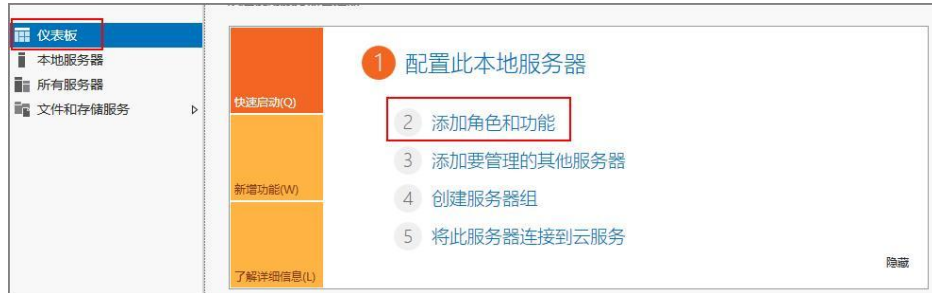 仪表板
本地服务器
所有服务器
文件和存储服务
快速启动(Q)
新增功能(W)
了解详细信息(L)
1 配置此本地服务器
2 添加角色和功能
3 添加要管理的其他服务器
4 创建服务器组
5 将此服务器连接到云服务
隐藏